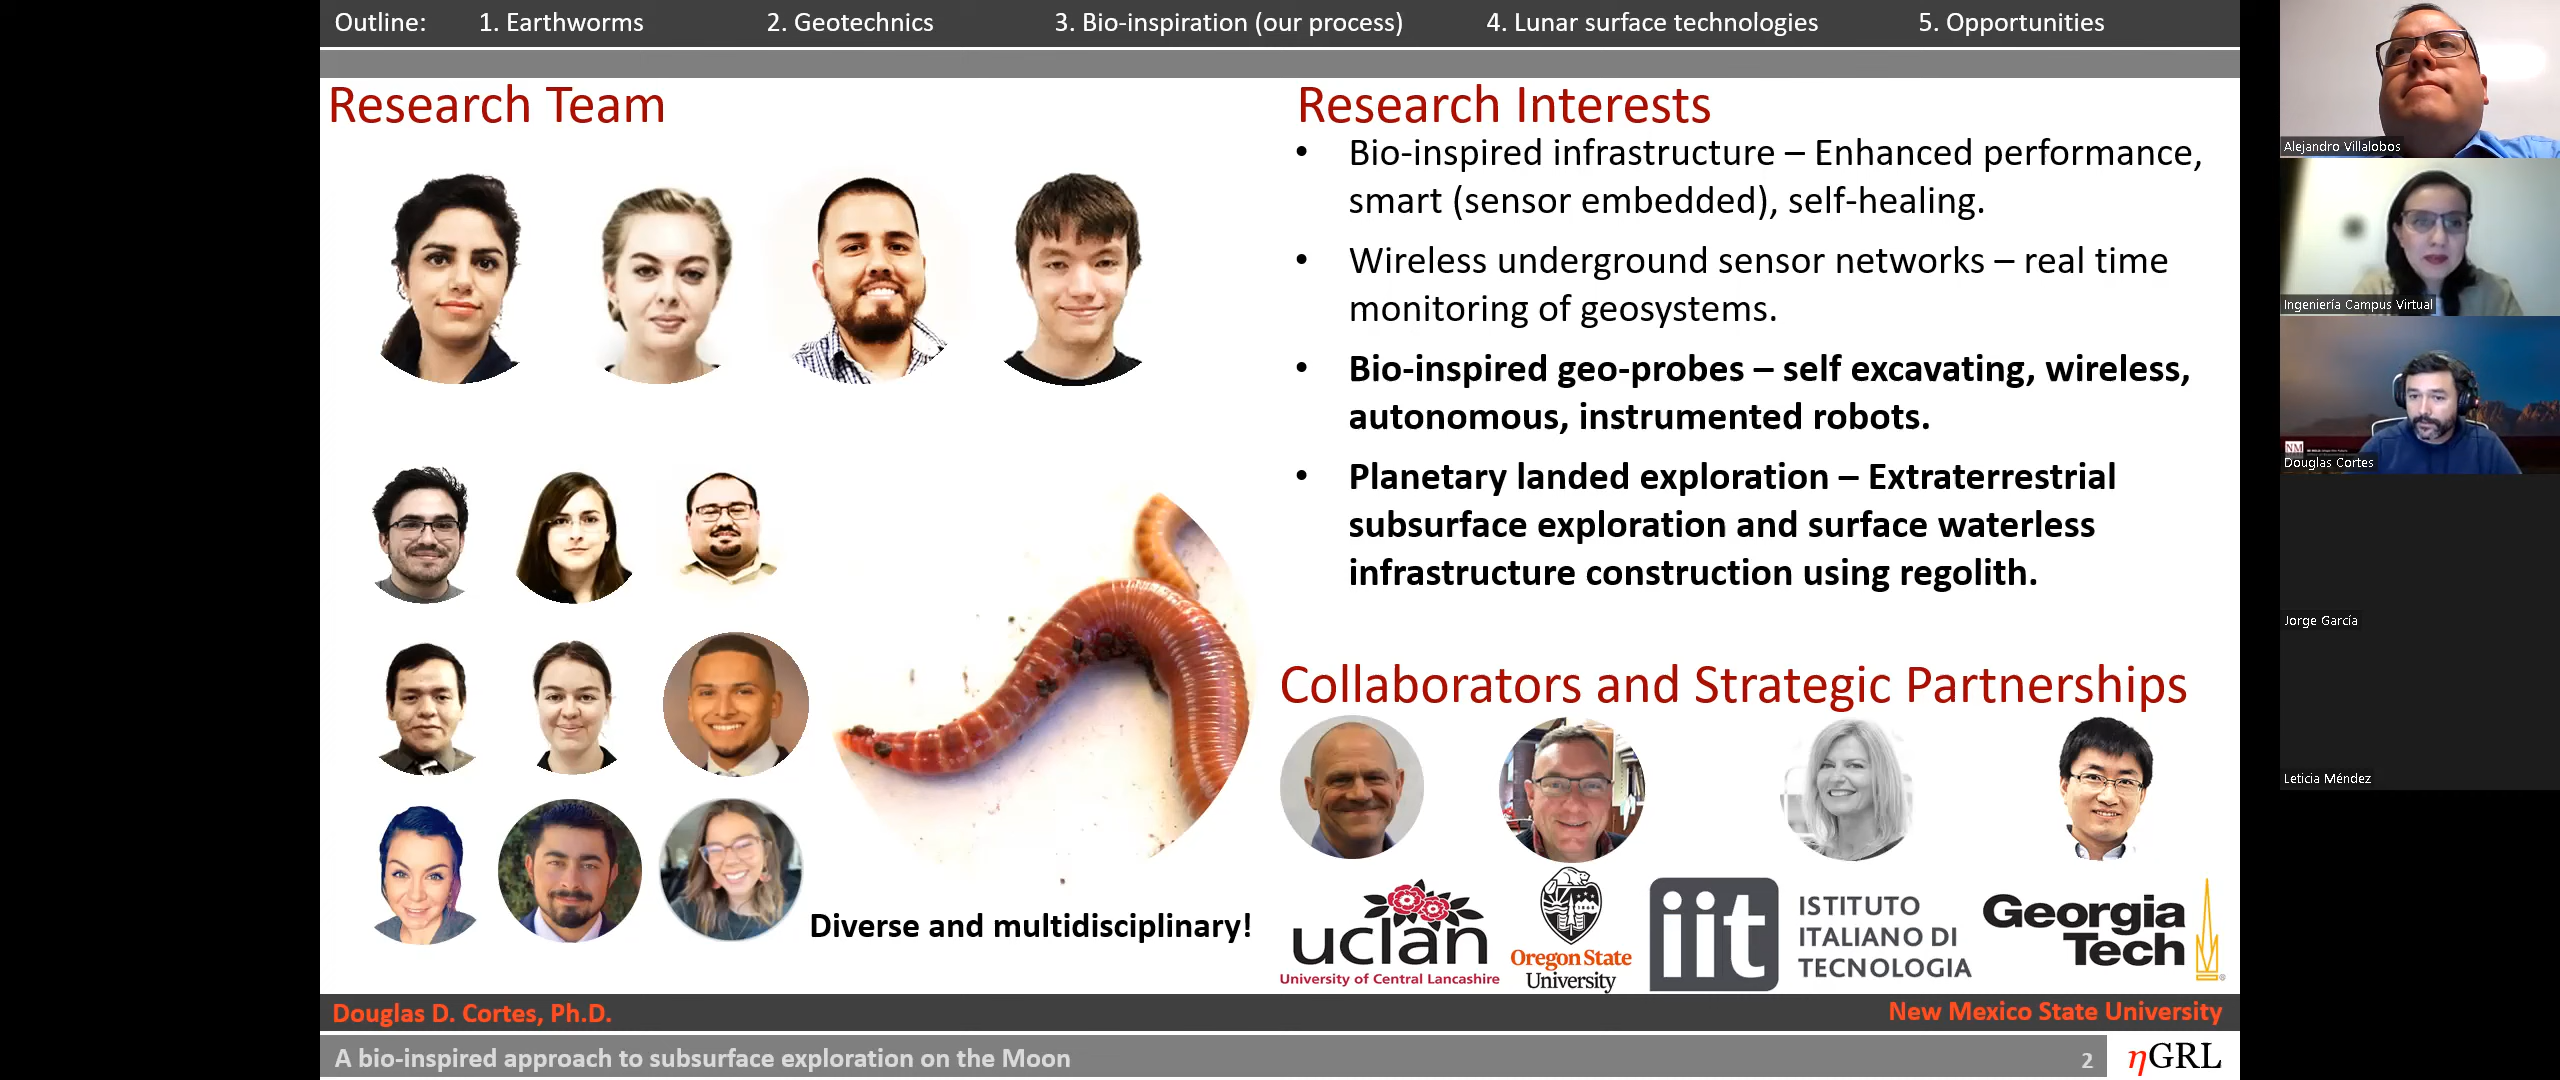 Outline:
1. Earthworms
2. Geotechnics
3. Bio-inspiration (our process)
4. Lunar surface technologies
5. Opportunities
Research Team
Diverse and multidisciplinary!
Research Interests
• Bio-inspired infrastructure – Enhanced performance,
smart (sensor embedded), self-healing.
• Wireless underground sensor networks – real time
monitoring of geosystems.
• Bio-inspired geo-probes – self excavating, wireless,
autonomous, instrumented robots.
• Planetary landed exploration – Extraterrestrial
subsurface exploration and surface waterless
infrastructure construction using regolith.
Collaborators and Strategic Partnerships
uclan
University of Central Lancashire
Oregon State
University
iit
ISTITUTO
ITALIANO DI
TECNOLOGIA
Georgia
Tech
Douglas D. Cortes, Ph.D.
New Mexico State University
A bio-inspired approach to subsurface exploration on the Moon
2
ηGRL
Alejandro Villalobos
Ingeniería Campus Virtual
NM
Douglas Cortes
Jorge García
Leticia Méndez